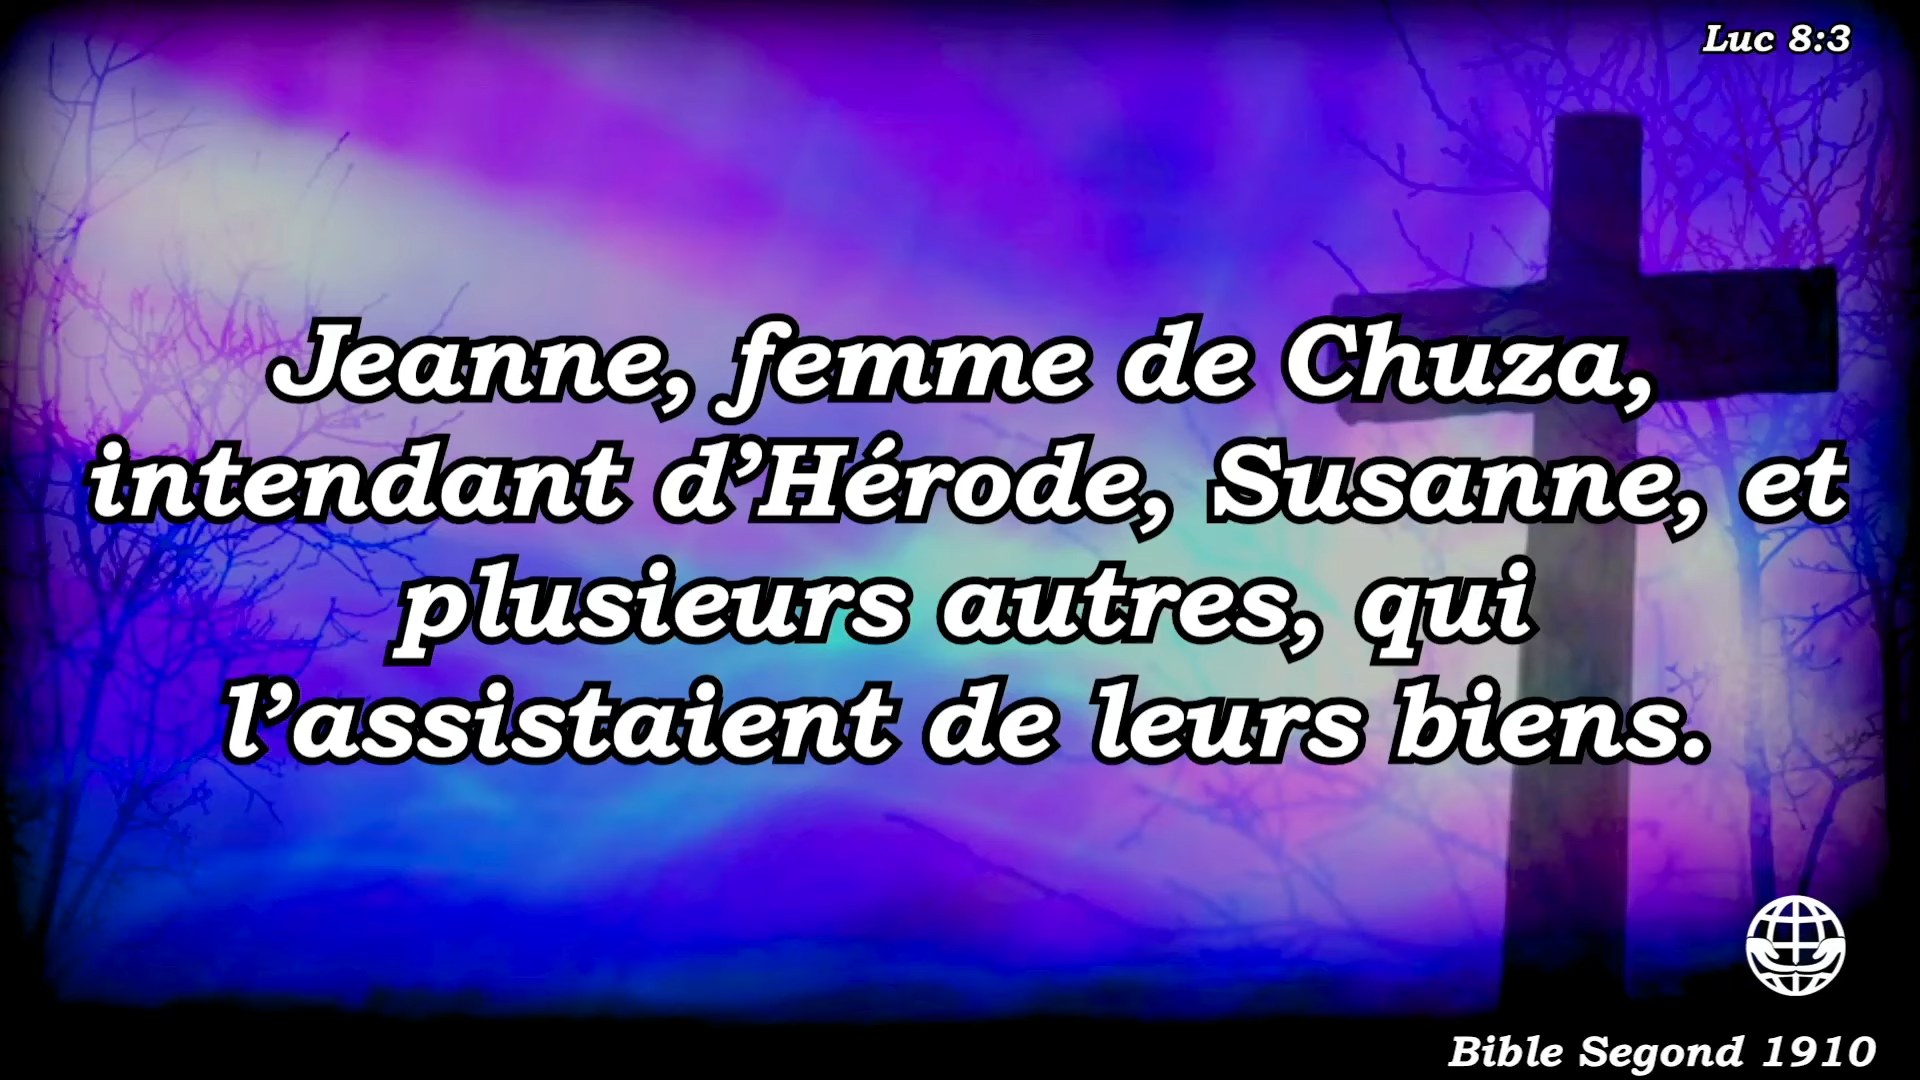 Luc 8:3
Jeanne, femme de Chuza,
intendant d’Hérode, Susanne, et
plusieurs autres, qui
l’assistaient de leurs biens.
Bible Segond 1910